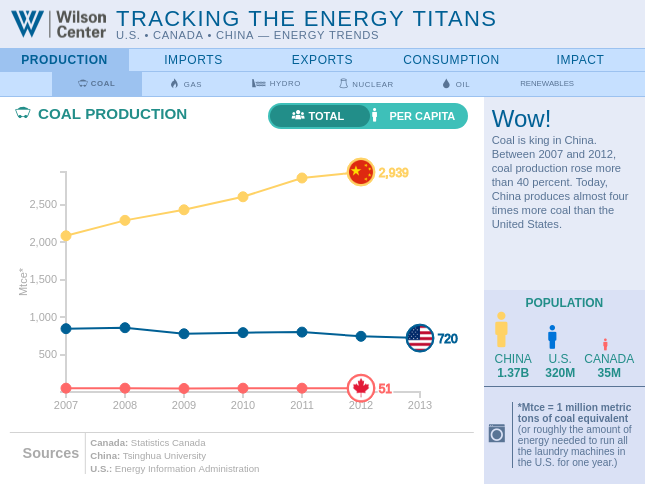 Wilson
Center
TRACKING THE ENERGY TITANS
U.S. • CANADA • CHINA — ENERGY TRENDS
PRODUCTION IMPORTS EXPORTS CONSUMPTION IMPACT
COAL GAS HYDRO NUCLEAR OIL RENEWABLES
COAL PRODUCTION
TOTAL PER CAPITA
Mtce*
2,500
2,000
1,500
1,000
500
2,939
720
51
2007 2008 2009 2010 2011 2012 2013
Sources
Canada: Statistics Canada
China: Tsinghua University
U.S.: Energy Information Administration
Wow!
Coal is king in China.
Between 2007 and 2012,
coal production rose more
than 40 percent. Today,
China produces almost four
times more coal than the
United States.
POPULATION
CHINA U.S. CANADA
1.37B 320M 35M
*Mtce = 1 million metric
tons of coal equivalent
(or roughly the amount of
energy needed to run all
the laundry machines in
the U.S. for one year.)